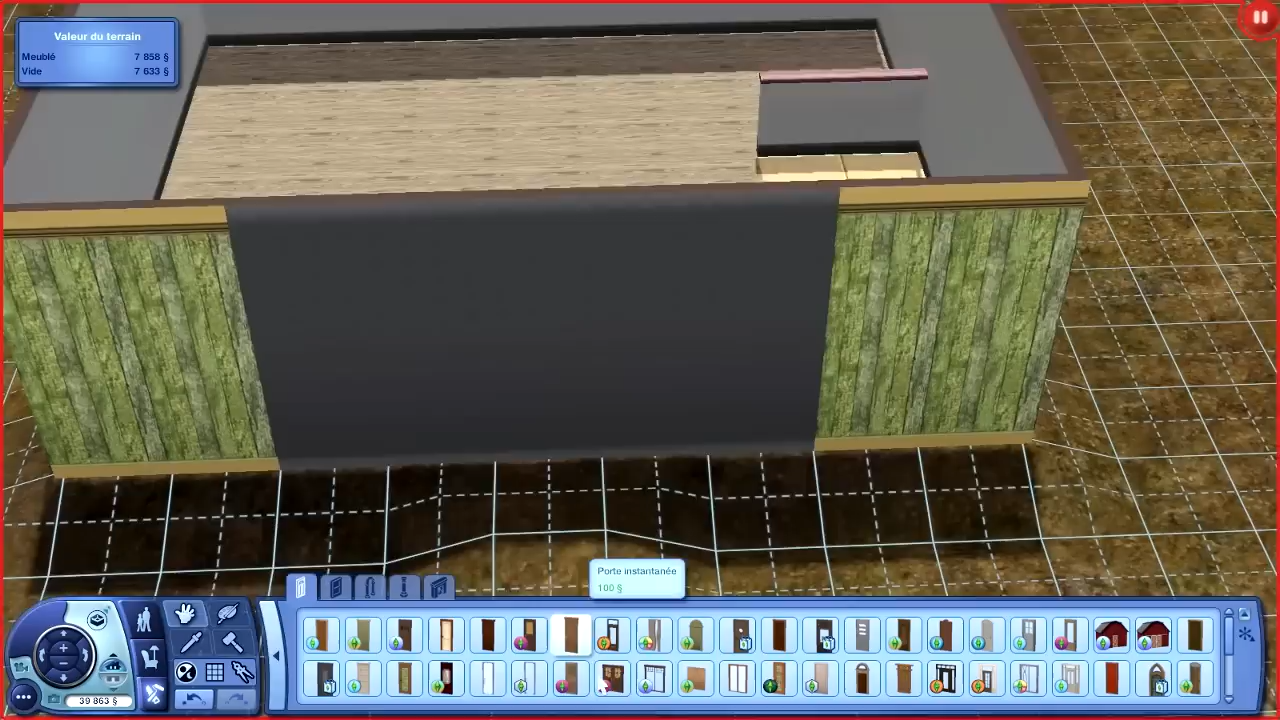 Valeur du terrain
Meublé 7 858 §
Vide 7 633 §
Porte instantanée
100 §
39 863 §